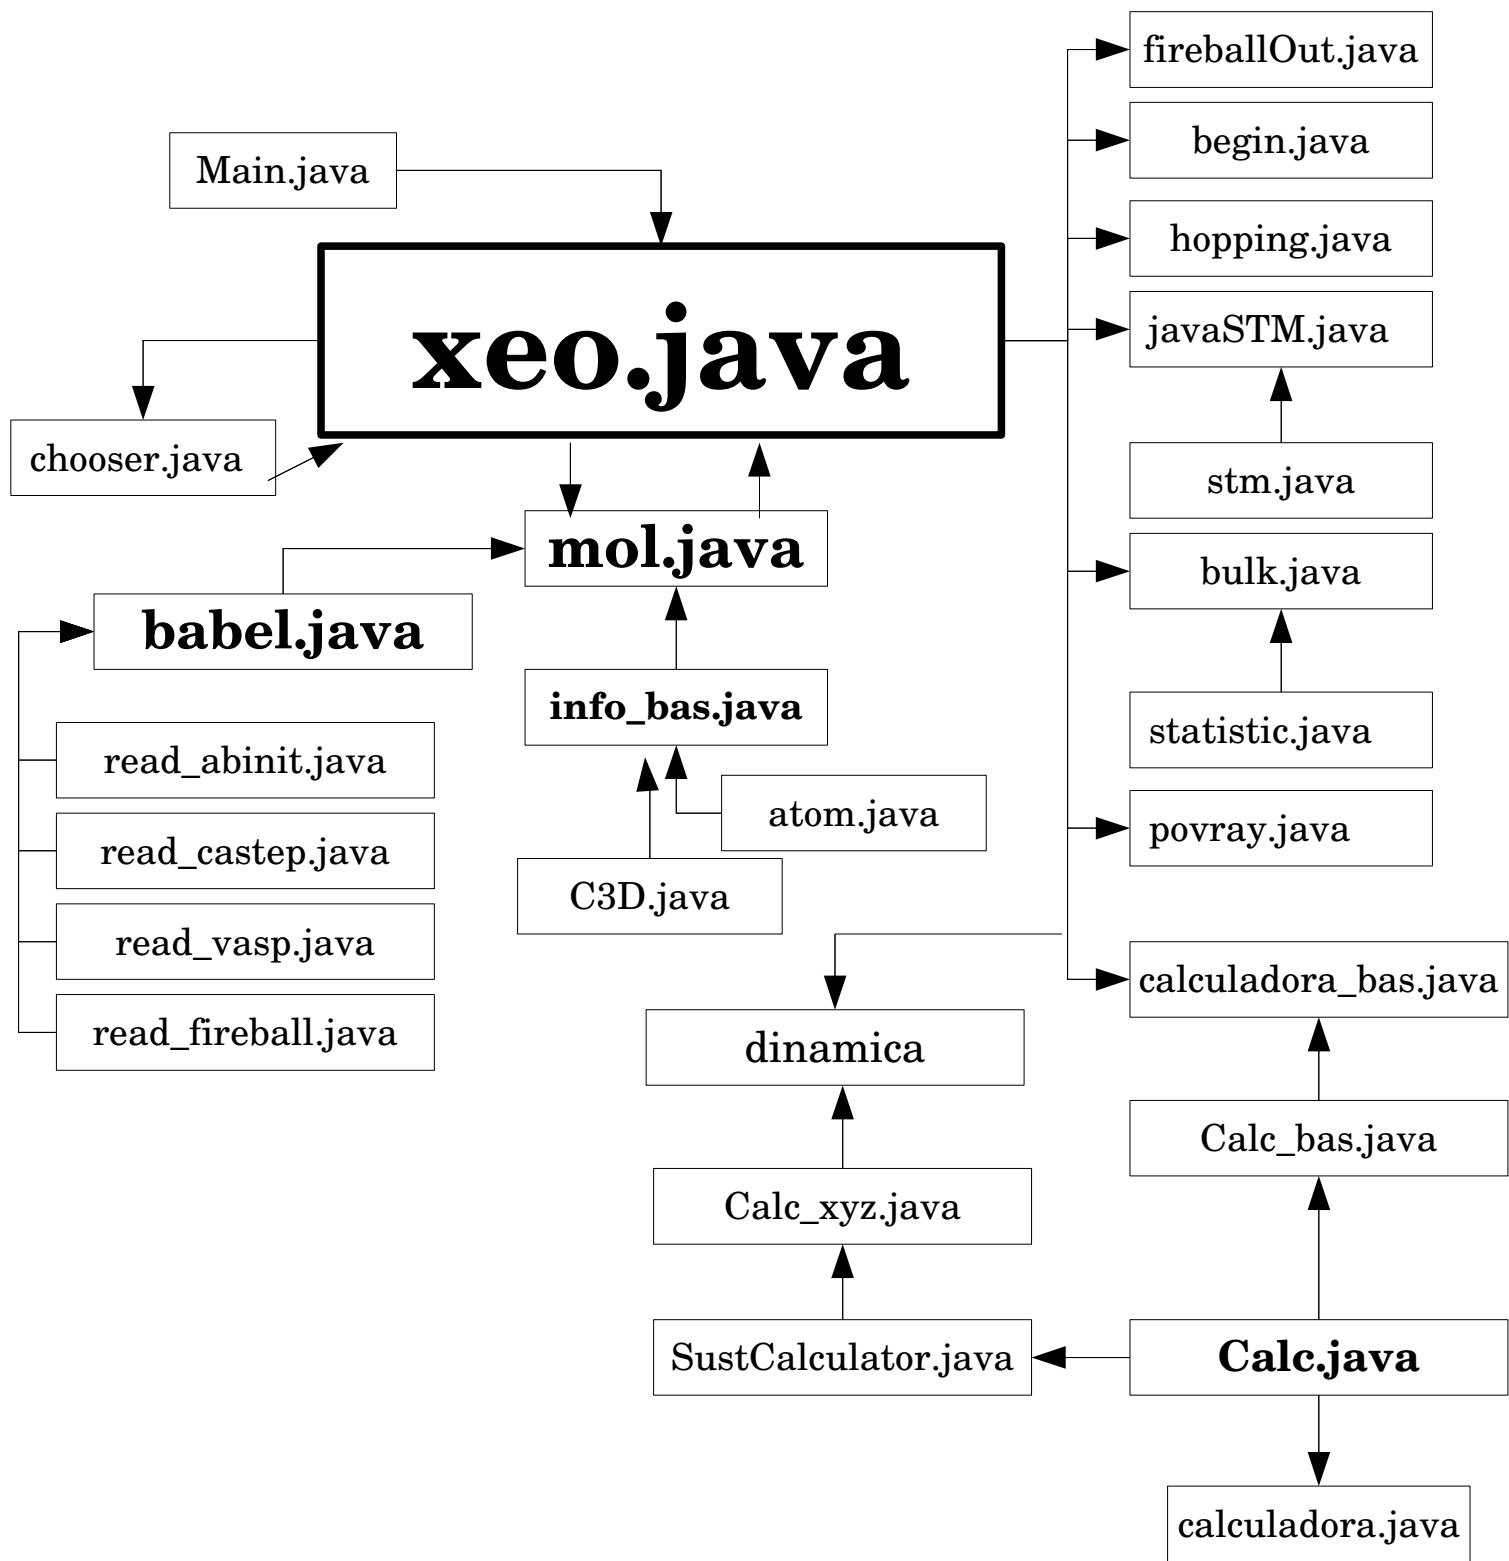 fireballOut.java
begin.java
Main.java
hopping.java
xeo.java
javaSTM.java
chooser.java
stm.java
mol.java
bulk.java
babel.java
info_bas.java
statistic.java
read_abinit.java
atom.java
povray.java
read_castep.java
C3D.java
read_vasp.java
calculadora_bas.java
read_fireball.java
dinamica
Calc_bas.java
Calc_xyz.java
SustCalculator.java
Calc.java
calculadora.java